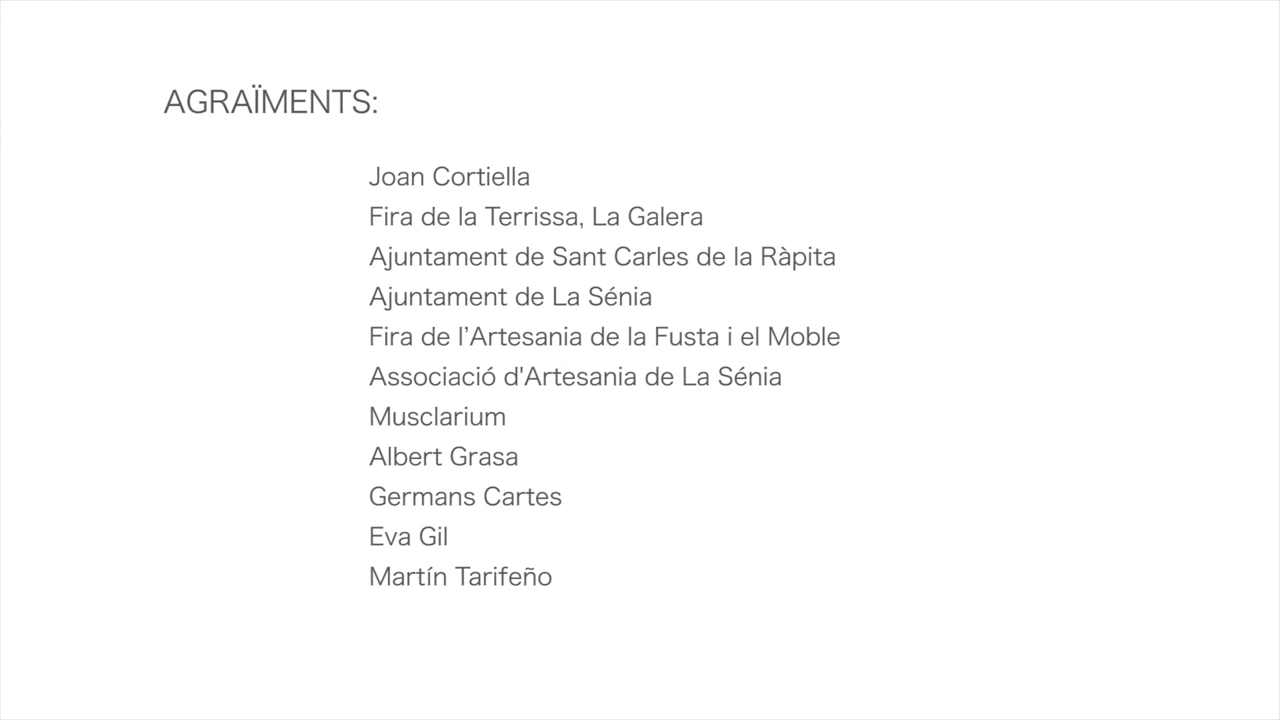 AGRAÏMENTS:
Joan Cortiella
Fira de la Terrissa, La Galera
Ajuntament de Sant Carles de la Ràpita
Ajuntament de La Sénia
Fira de l’Artesania de la Fusta i el Moble
Associació d'Artesania de La Sénia
Musclarium
Albert Grasa
Germans Cartes
Eva Gil
Martín Tarifeño